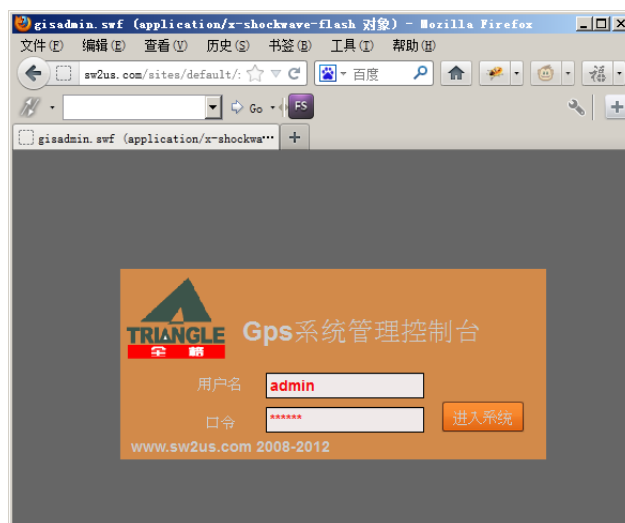 gisadmin.swf (application/x-shockwave-flash 对象) - Mozilla Firefox
文件(F) 编辑(E) 查看(V) 历史(S) 书签(B) 工具(T) 帮助(H)
sw2us.com/sites/default/: 百度 福
Go FS
gisadmin.swf (application/x-shockwa...
TRIANGLE
Gps系统管理控制台
用户名 admin
口令 ****** 进入系统
www.sw2us.com 2008-2012